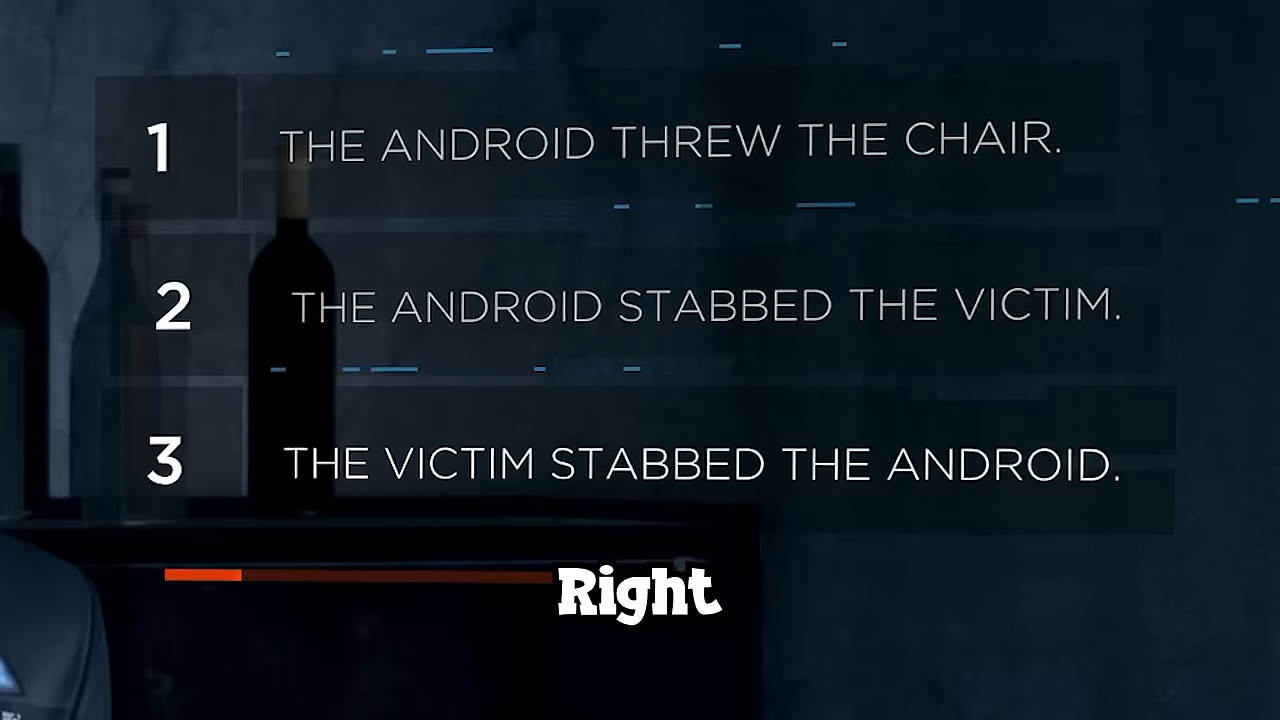 1 THE ANDROID THREW THE CHAIR.
2 THE ANDROID STABBED THE VICTIM.
3 THE VICTIM STABBED THE ANDROID.
Right